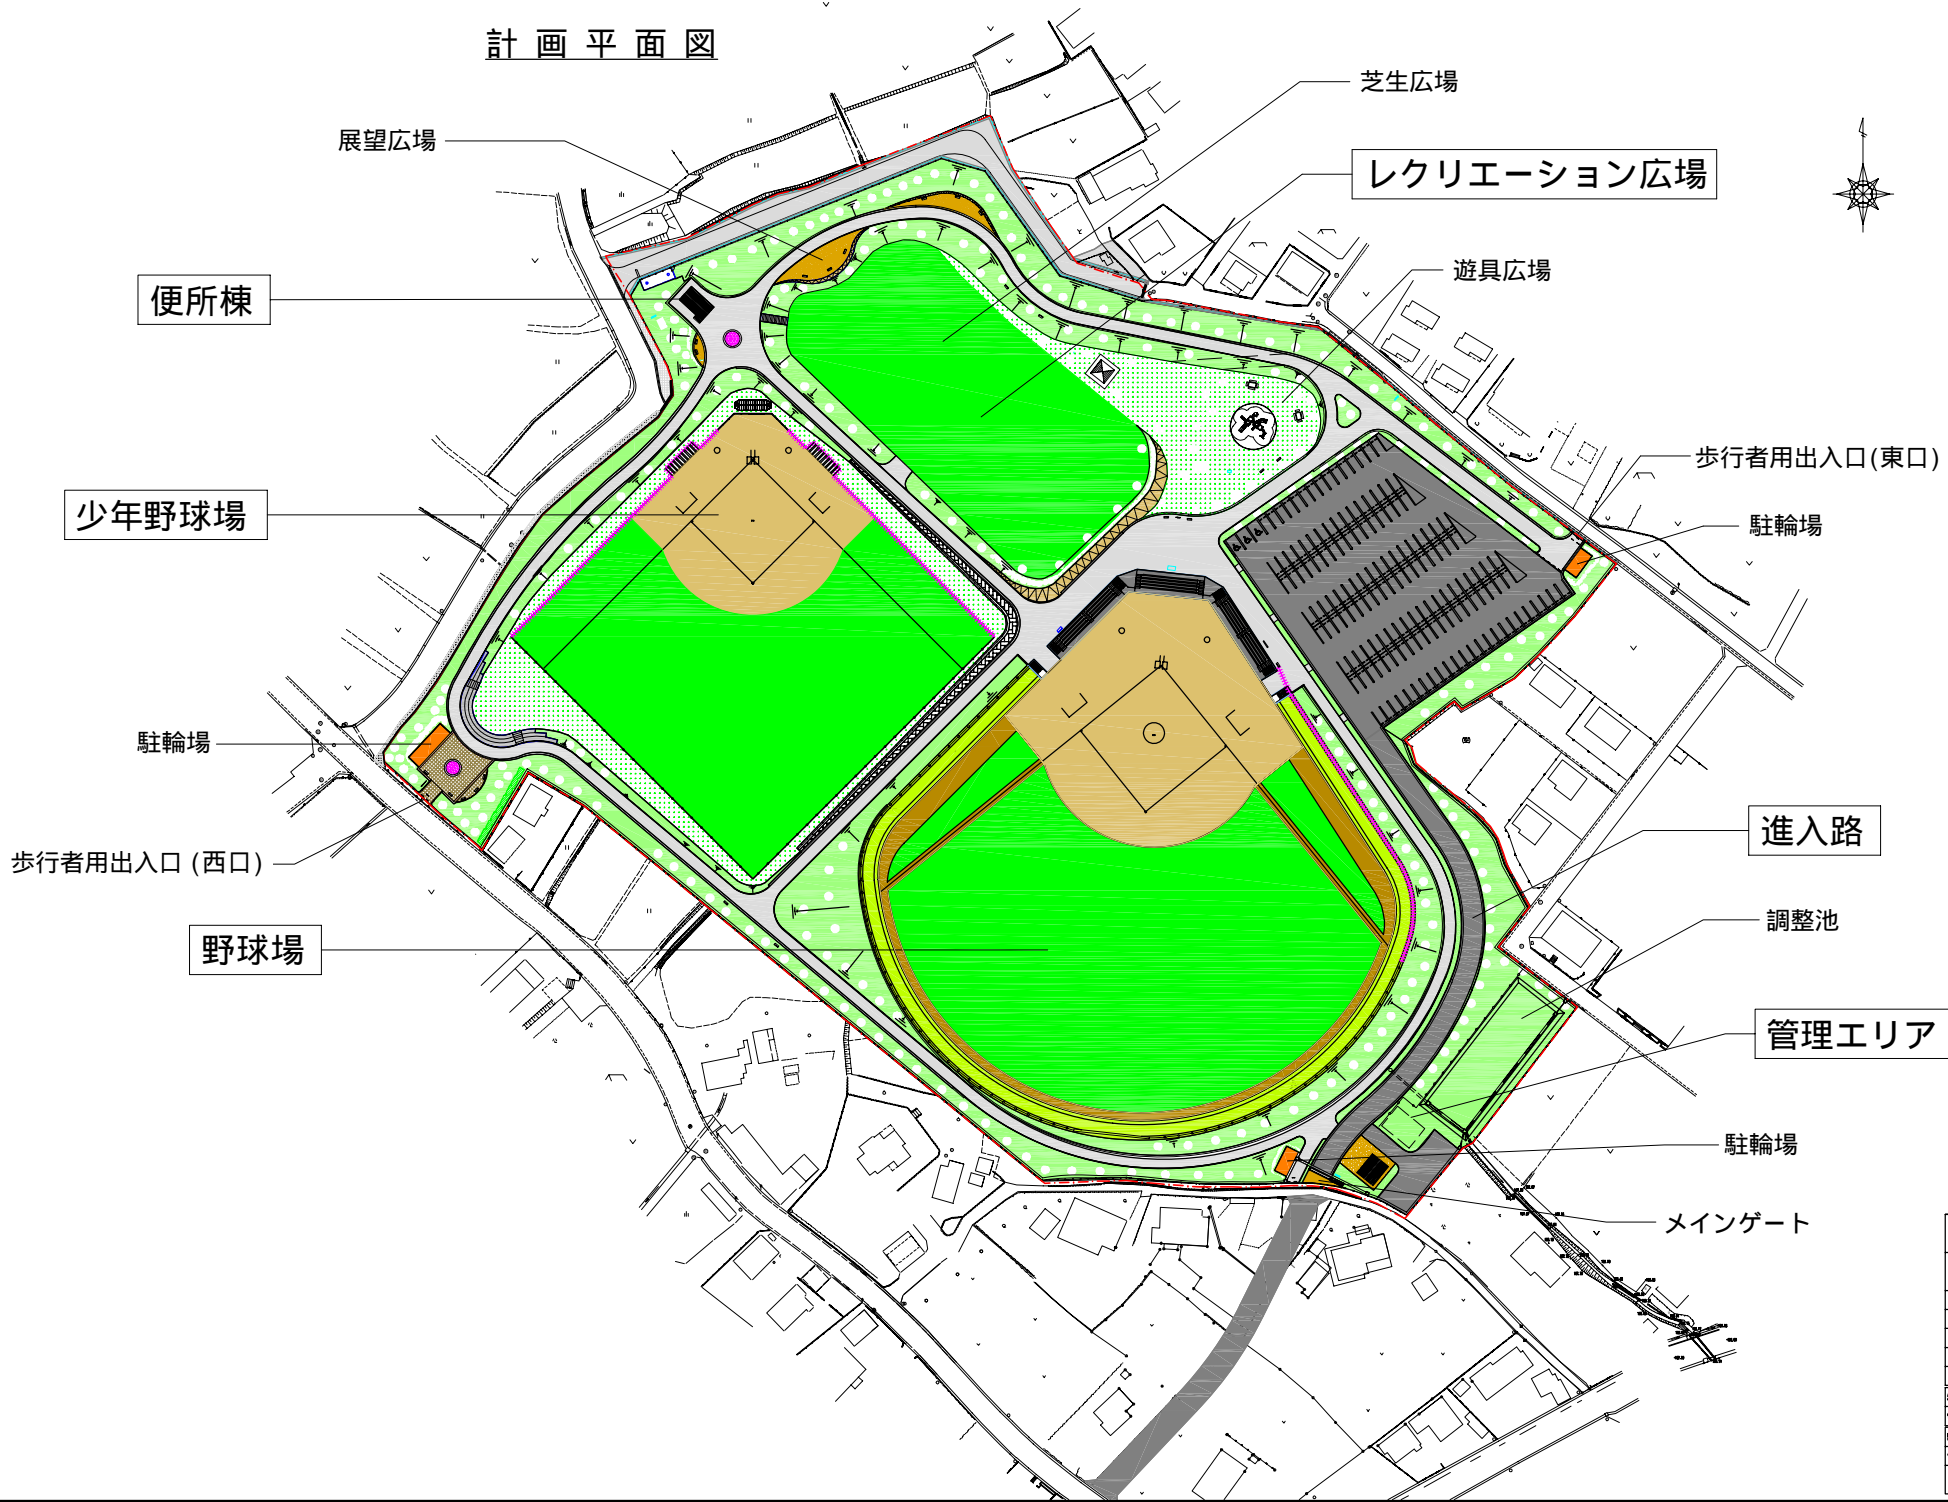 計画平面図
芝生広場
展望広場
レクリエーション広場
遊具広場
便所棟
歩行者用出入口(東口)
少年野球場
駐輪場
駐輪場
進入路
歩行者用出入口(西口)
調整池
野球場
管理エリア
駐輪場
メインゲート